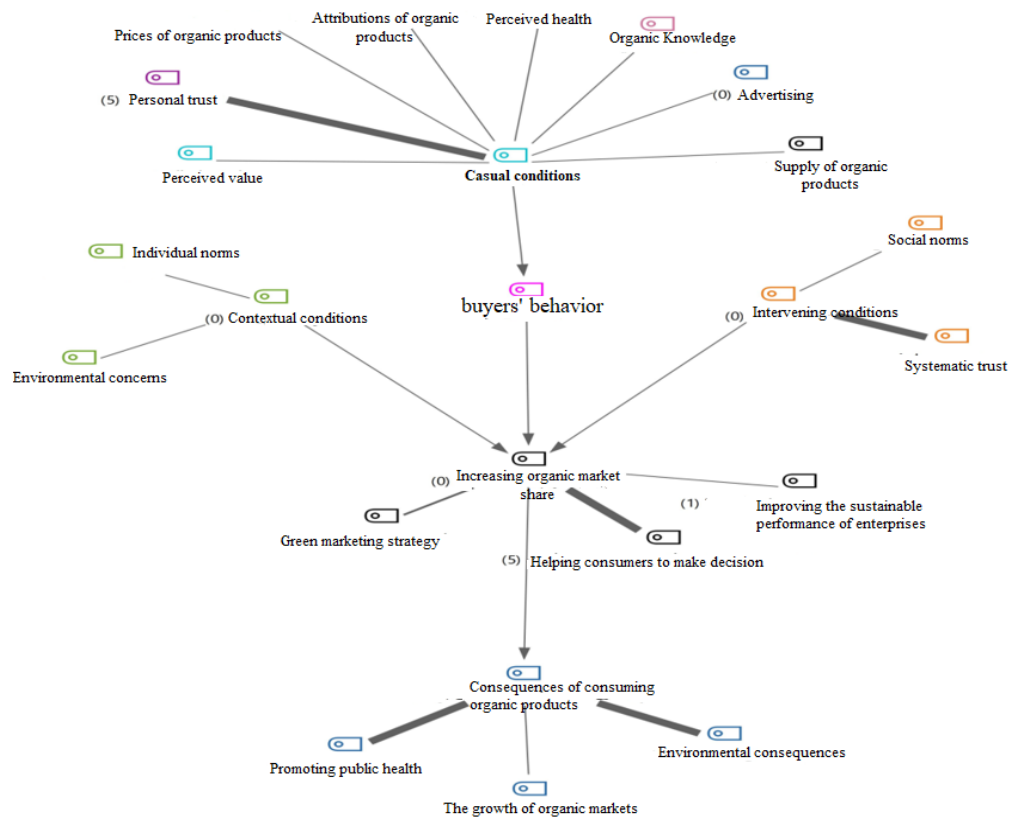 Attributions of organic
products
Perceived health
Prices of organic products
Organic Knowledge
(5) Personal trust
(0) Advertising
Perceived value
Casual conditions
Supply of organic
products
Individual norms
Social norms
buyers' behavior
(0) Contextual conditions
(0) Intervening conditions
Environmental concerns
Systematic trust
(0) Increasing organic market
share
(1)
Improving the sustainable
performance of enterprises
Green marketing strategy
(5) Helping consumers to make decision
Consequences of consuming
organic products
Environmental consequences
Promoting public health
The growth of organic markets